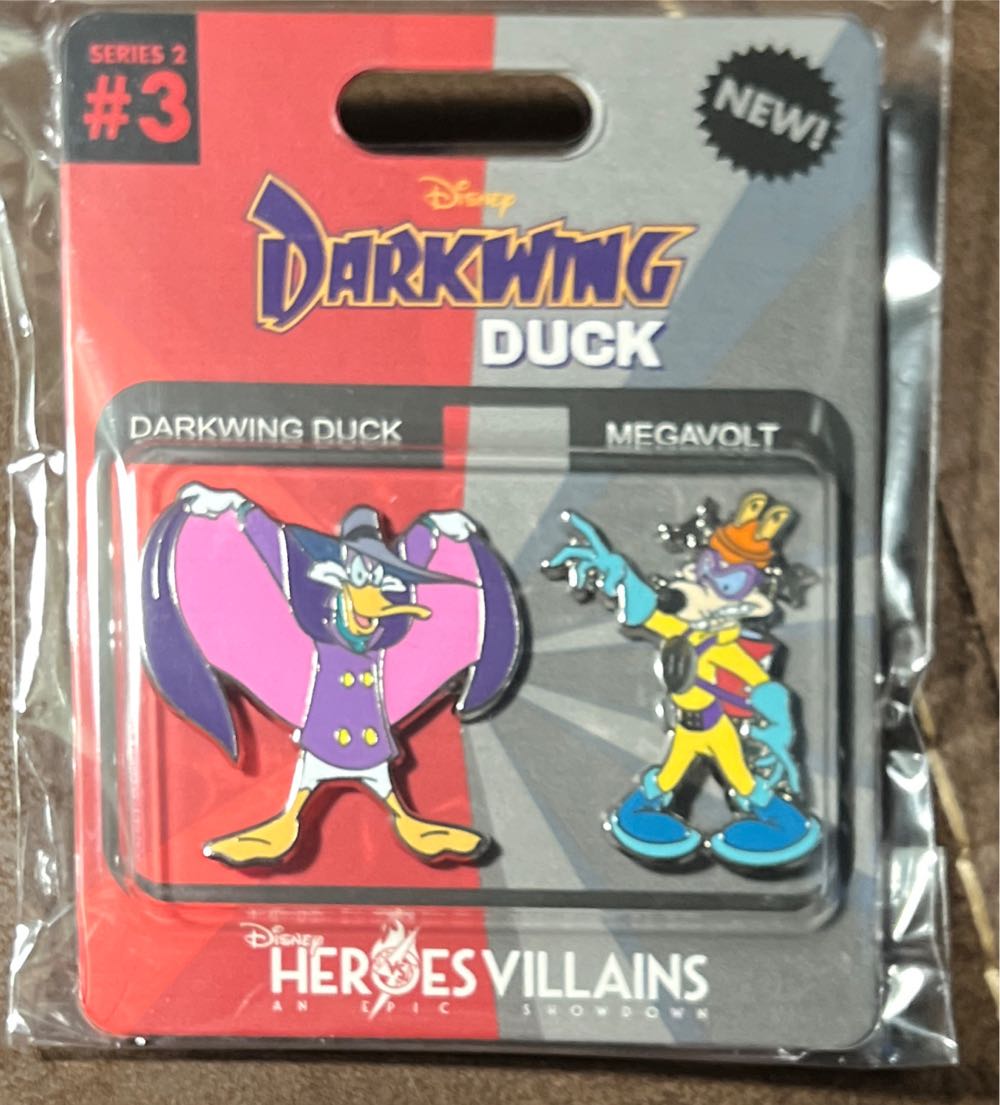 SERIES 2
#3
NEW!
Disney
DARKWING
DUCK
DARKWING DUCK
MEGAVOLT
Disney
HEROES VILLAINS
AN EPIC SHOWDOWN